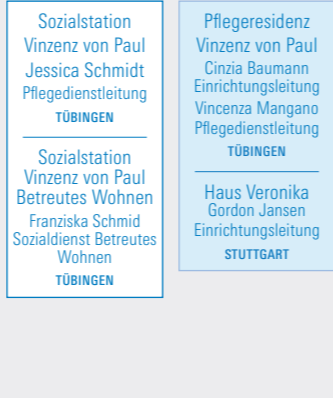 Sozialstation
Vinzenz von Paul
Jessica Schmidt
Pflegedienstleitung
TÜBINGEN
Sozialstation
Vinzenz von Paul
Betreutes Wohnen
Franziska Schmid
Sozialdienst Betreutes
Wohnen
TÜBINGEN
Pflegeresidenz
Vinzenz von Paul
Cinzia Baumann
Einrichtungsleitung
Vincenza Mangano
Pflegedienstleitung
TÜBINGEN
Haus Veronika
Gordon Jansen
Einrichtungsleitung
STUTTGART